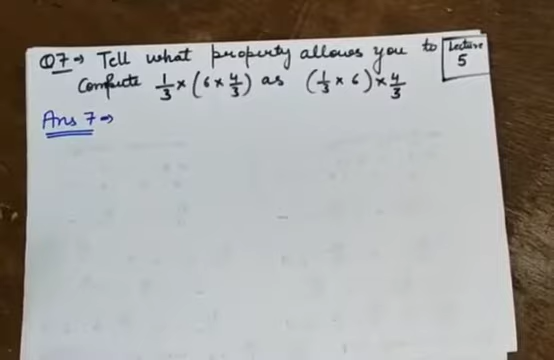 Q7⇒ Tell what property allows you to
Compute 1/3 × (6 × 4/3) as (1/3 × 6) × 4/3
Lecture
5
Ans 7⇒